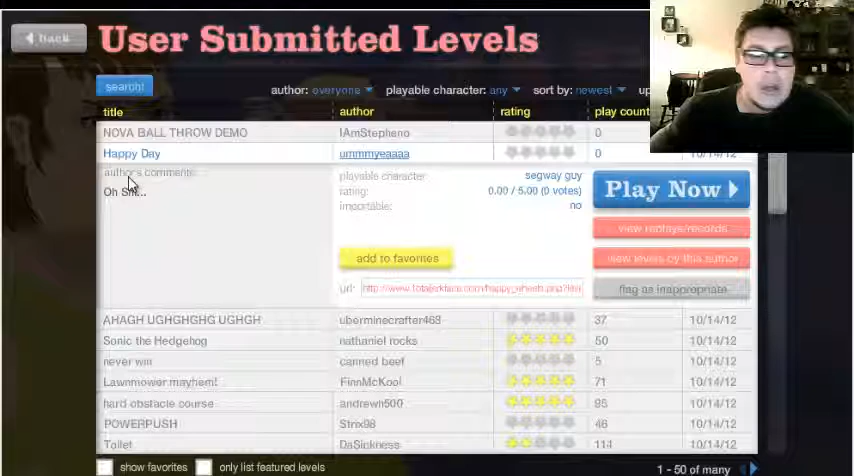 back
User Submitted Levels
search!
author: everyone playable character: any sort by: newest up
title author rating play count
NOVA BALL THROW DEMO IAmStepheno 0
Happy Day ummmyeaaaa 0 10/14/12
author's comments:
Oh Shi...
playable character: segway guy
rating: 0.00 / 5.00 (0 votes)
importable: no
Play Now
view replays/records
add to favorites
view levels by this author
url:
flag as inappropriate
AHAGH UGHGHGHG UGHGH uberminecrafter468 37 10/14/12
Sonic the Hedgehog nathaniel rocks 50 10/14/12
never win canned beef 5 10/14/12
Lawnmower mayhem! FinnMcKool 71 10/14/12
hard obstacle course andrewh500 95 10/14/12
POWERPUSH Strix98 46 10/14/12
Toilet DaSickness 114 10/14/12
show favorites only list featured levels 1 - 50 of many